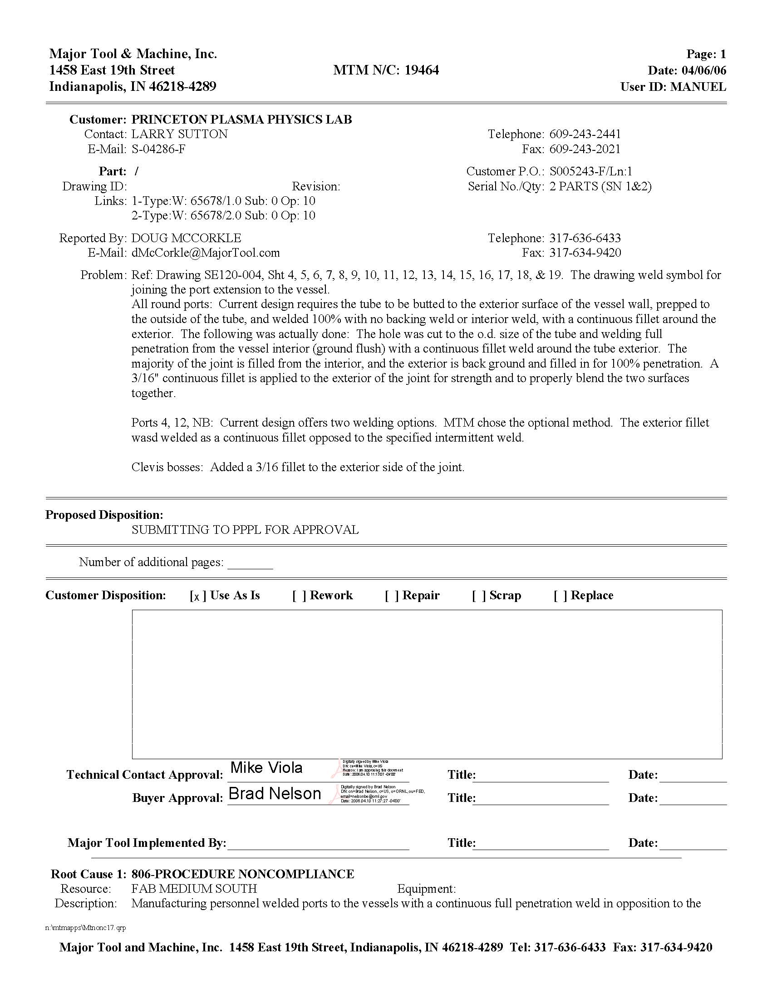 Major Tool & Machine, Inc.
Page: 1
1458 East 19th Street
MTM N/C: 19464
Date: 04/06/06
Indianapolis, IN 46218-4289
User ID: MANUEL
Customer: PRINCETON PLASMA PHYSICS LAB
Contact: LARRY SUTTON
Telephone: 609-243-2441
E-Mail: S-04286-F
Fax: 609-243-2021
Part: /
Customer P.O.: S005243-F/Ln:1
Drawing ID:
Revision:
Serial No./Qty: 2 PARTS (SN 1&2)
Links: 1-Type:W: 65678/1.0 Sub: 0 Op: 10
2-Type:W: 65678/2.0 Sub: 0 Op: 10
Reported By: DOUG MCCORKLE
Telephone: 317-636-6433
E-Mail: dMcCorkle@MajorTool.com
Fax: 317-634-9420
Problem: Ref: Drawing SE120-004, Sht 4, 5, 6, 7, 8, 9, 10, 11, 12, 13, 14, 15, 16, 17, 18, & 19. The drawing weld symbol for
joining the port extension to the vessel.
All round ports: Current design requires the tube to be butted to the exterior surface of the vessel wall, prepped to
the outside of the tube, and welded 100% with no backing weld or interior weld, with a continuous fillet around the
exterior. The following was actually done: The hole was cut to the o.d. size of the tube and welding full
penetration from the vessel interior (ground flush) with a continuous fillet weld around the tube exterior. The
majority of the joint is filled from the interior, and the exterior is back ground and filled in for 100% penetration. A
3/16" continuous fillet is applied to the exterior of the joint for strength and to properly blend the two surfaces
together.
Ports 4, 12, NB: Current design offers two welding options. MTM chose the optional method. The exterior fillet
wasd welded as a continuous fillet opposed to the specified intermittent weld.
Clevis bosses: Added a 3/16 fillet to the exterior side of the joint.
Proposed Disposition:
SUBMITTING TO PPPL FOR APPROVAL
Number of additional pages:
Customer Disposition: [x ] Use As Is [ ] Rework [ ] Repair [ ] Scrap [ ] Replace
Technical Contact Approval: Mike Viola
Digitally signed by Mike Viola
DN: cn=Mike Viola, c=US
Reason: I am approving this document
Date: 2006.04.10 11:13:07 -04'00'
Title:
Date:
Buyer Approval: Brad Nelson
Digitally signed by Brad Nelson
DN: cn=Brad Nelson, c=US, o=ORNL, ou=FED,
email=nelsonbe@ornl.gov
Date: 2006.04.10 11:27:27 -04'00'
Title:
Date:
Major Tool Implemented By:
Title:
Date:
Root Cause 1: 806-PROCEDURE NONCOMPLIANCE
Resource: FAB MEDIUM SOUTH
Equipment:
Description: Manufacturing personnel welded ports to the vessels with a continuous full penetration weld in opposition to the
n:\mtmapps\Mtnonc17.qrp
Major Tool and Machine, Inc. 1458 East 19th Street, Indianapolis, IN 46218-4289 Tel: 317-636-6433 Fax: 317-634-9420